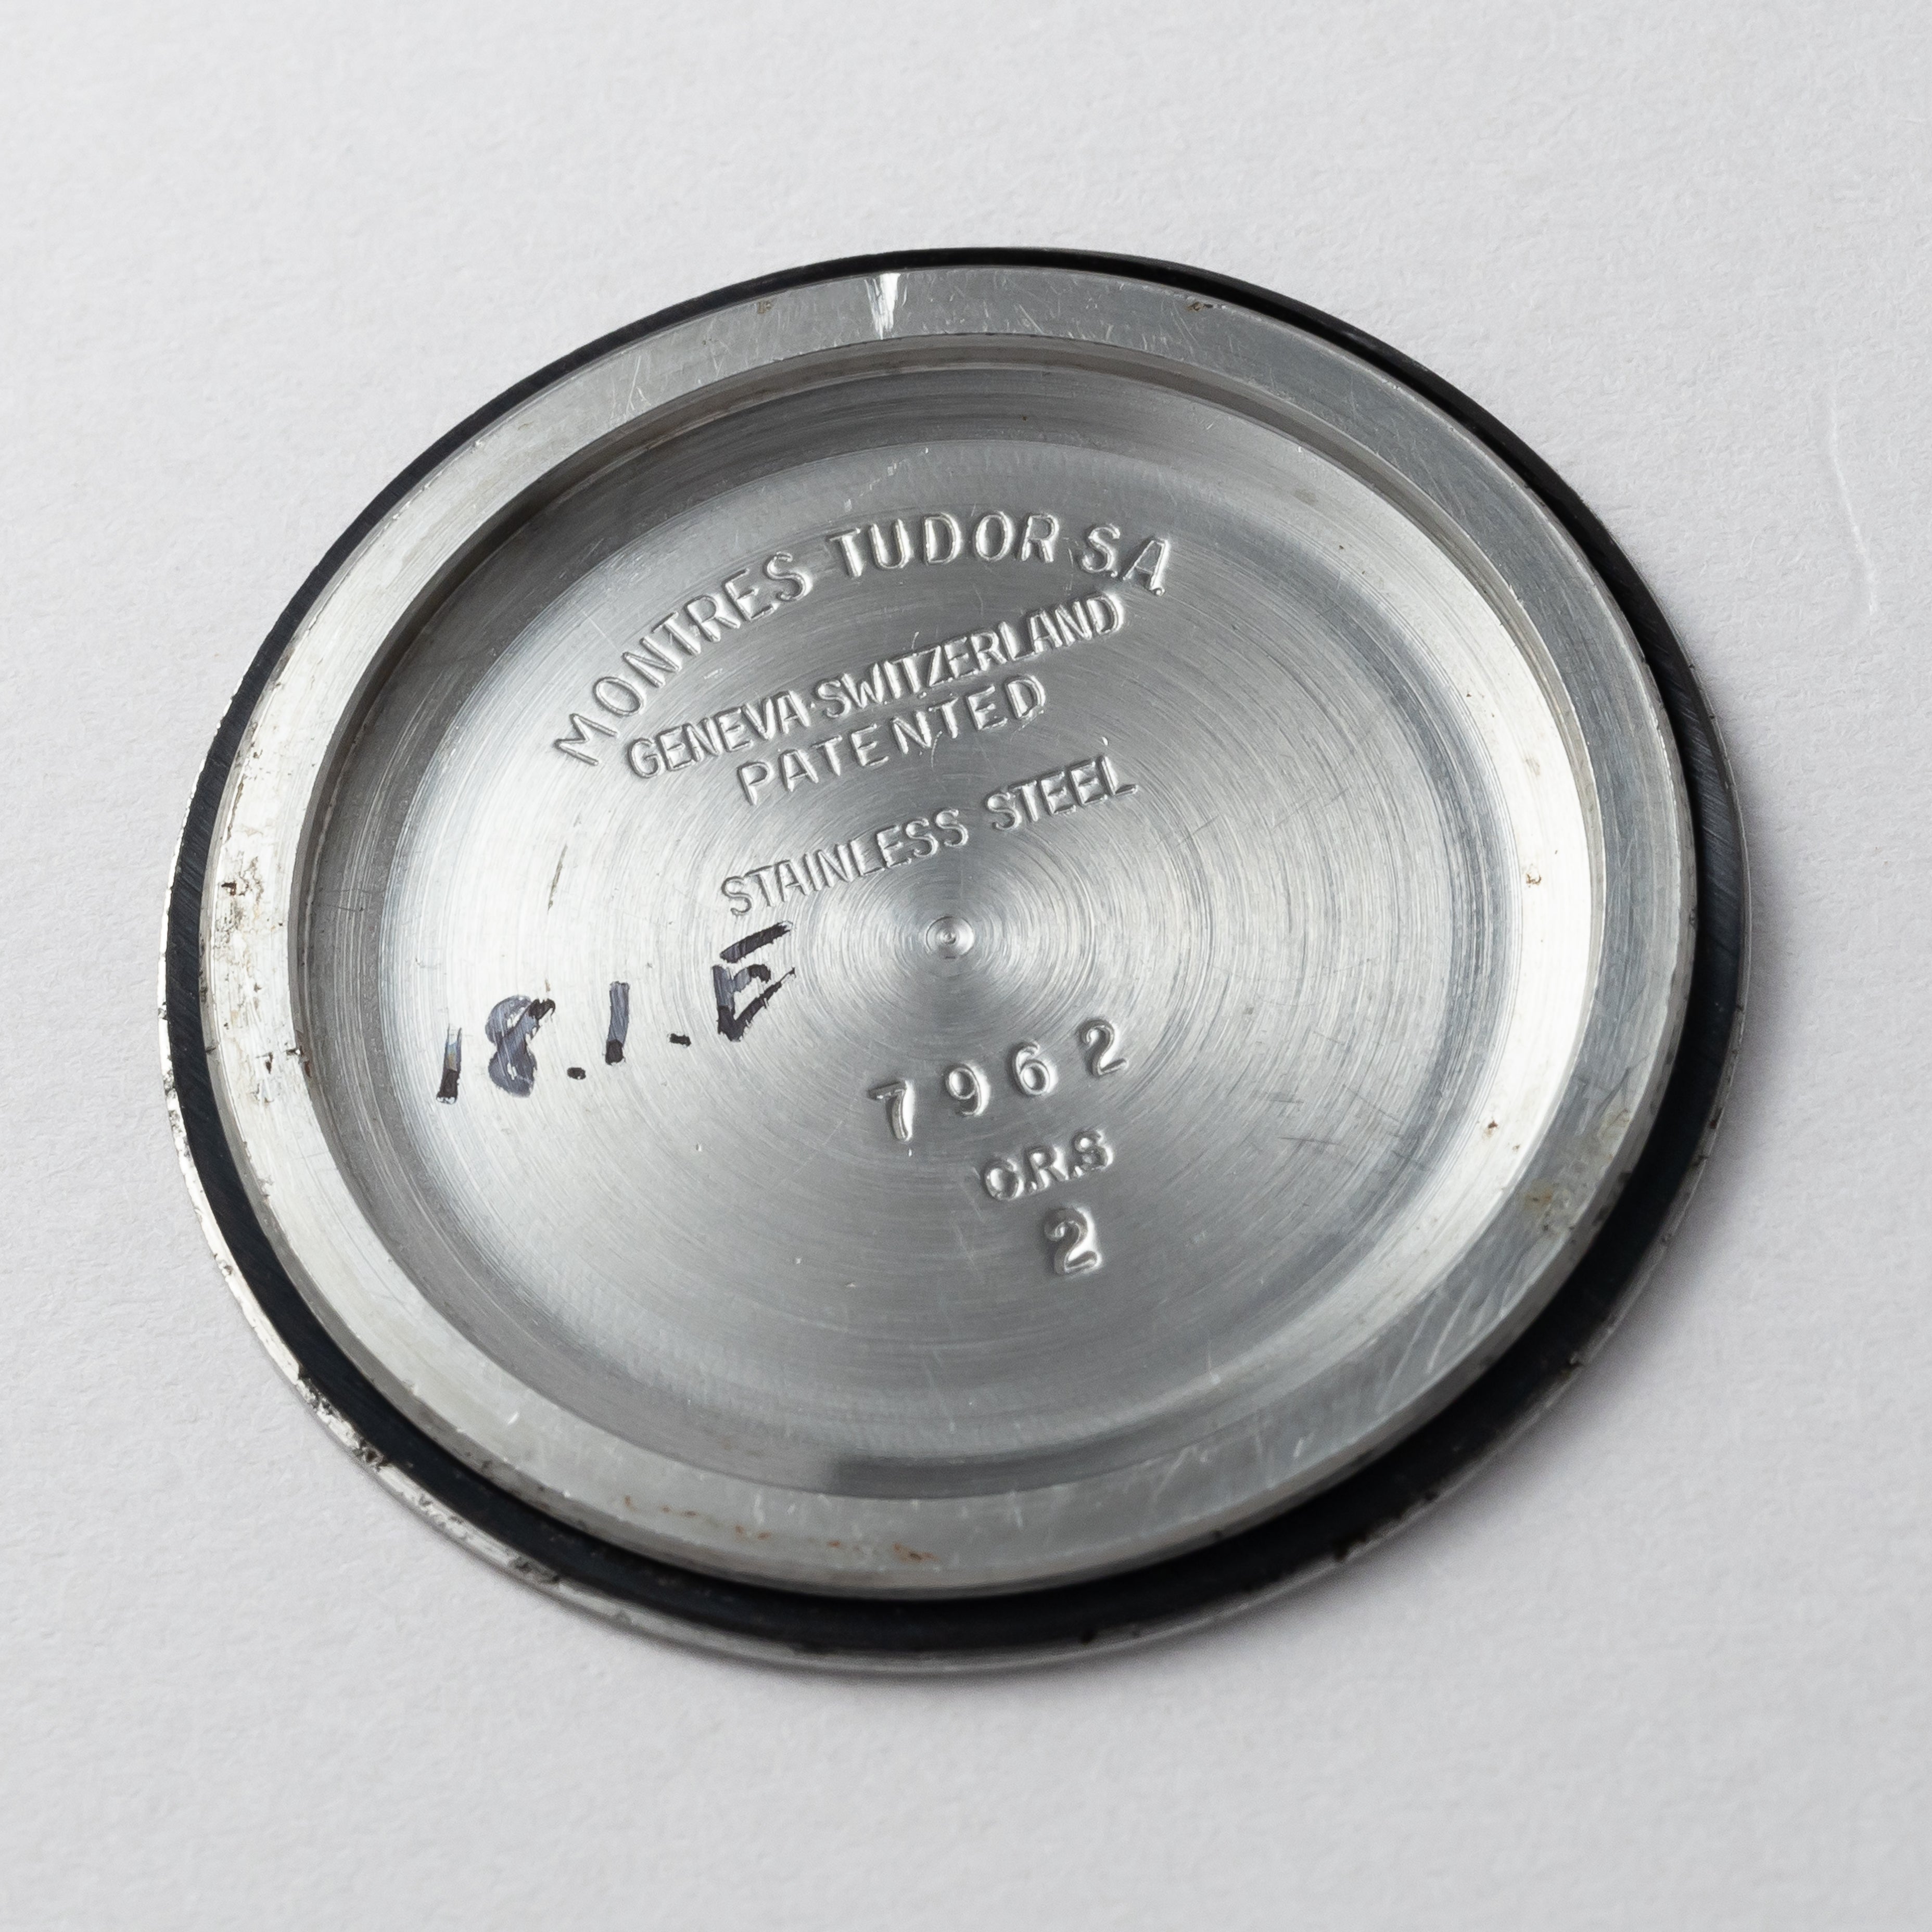 MONTRES TUDOR S.A
GENEVA·SWITZERLAND
PATENTED
STAINLESS STEEL
18.1-E
7962
C.R.S
2